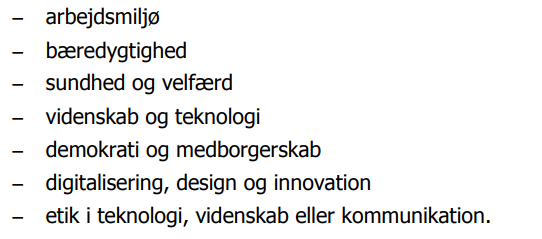 – arbejdsmiljø
– bæredygtighed
– sundhed og velfærd
– videnskab og teknologi
– demokrati og medborgerskab
– digitalisering, design og innovation
– etik i teknologi, videnskab eller kommunikation.